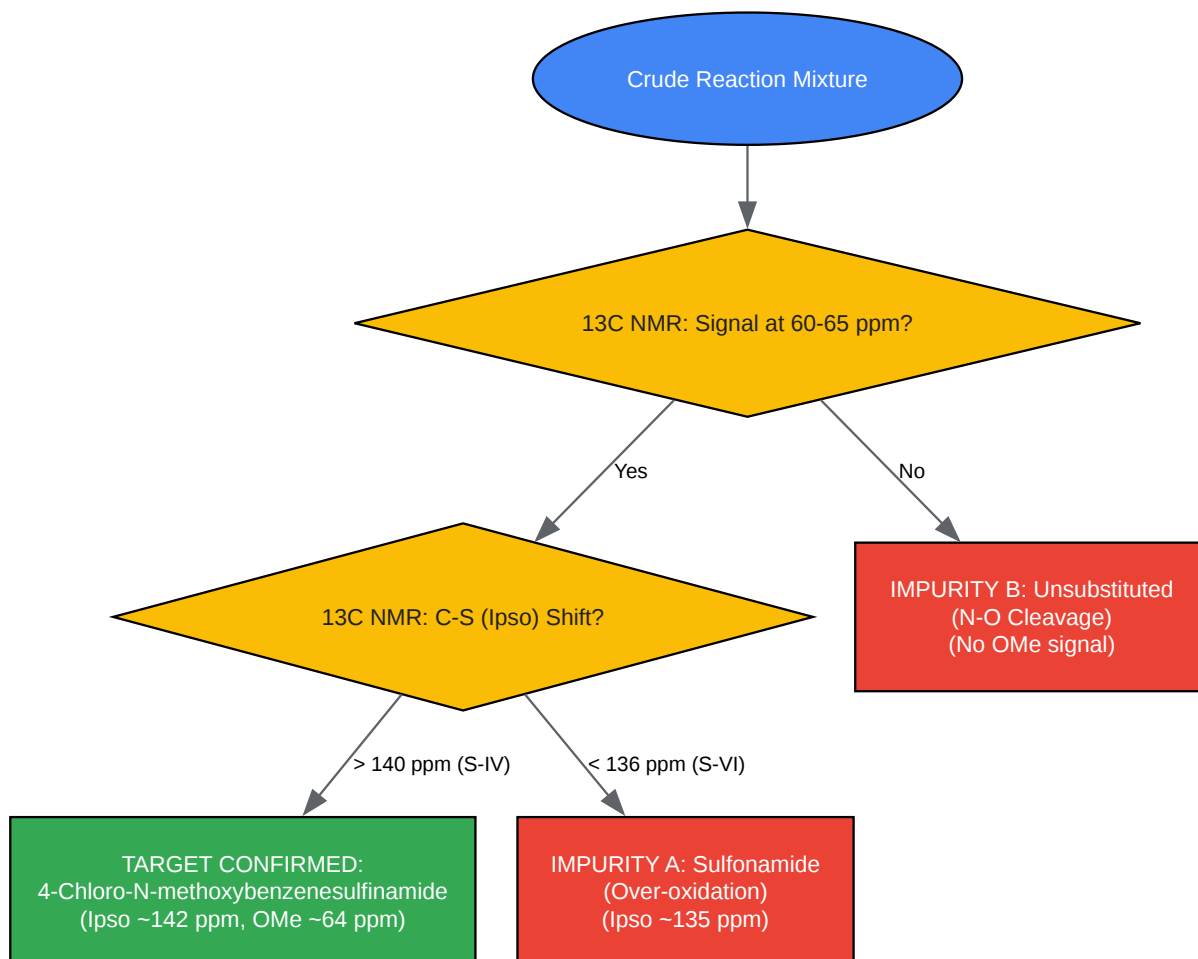 Crude Reaction Mixture
13C NMR: Signal at 60-65 ppm?
Yes
No
13C NMR: C-S (Ipso) Shift?
IMPURITY B: Unsubstituted
(N-O Cleavage)
(No OMe signal)
> 140 ppm (S-IV)
< 136 ppm (S-VI)
TARGET CONFIRMED:
4-Chloro-N-methoxybenzenesulfinamide
(Ipso ~142 ppm, OMe ~64 ppm)
IMPURITY A: Sulfonamide
(Over-oxidation)
(Ipso ~135 ppm)